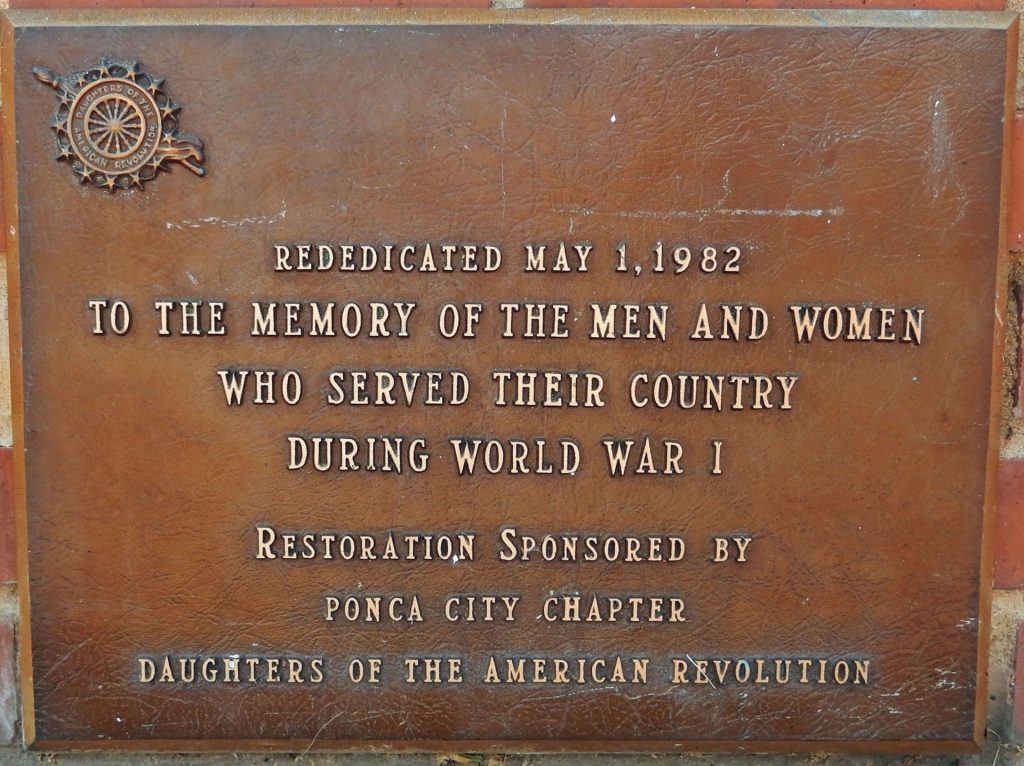 DAUGHTERS OF THE
AMERICAN REVOLUTION
REDEDICATED MAY 1, 1982
TO THE MEMORY OF THE MEN AND WOMEN
WHO SERVED THEIR COUNTRY
DURING WORLD WAR I
RESTORATION SPONSORED BY
PONCA CITY CHAPTER
DAUGHTERS OF THE AMERICAN REVOLUTION